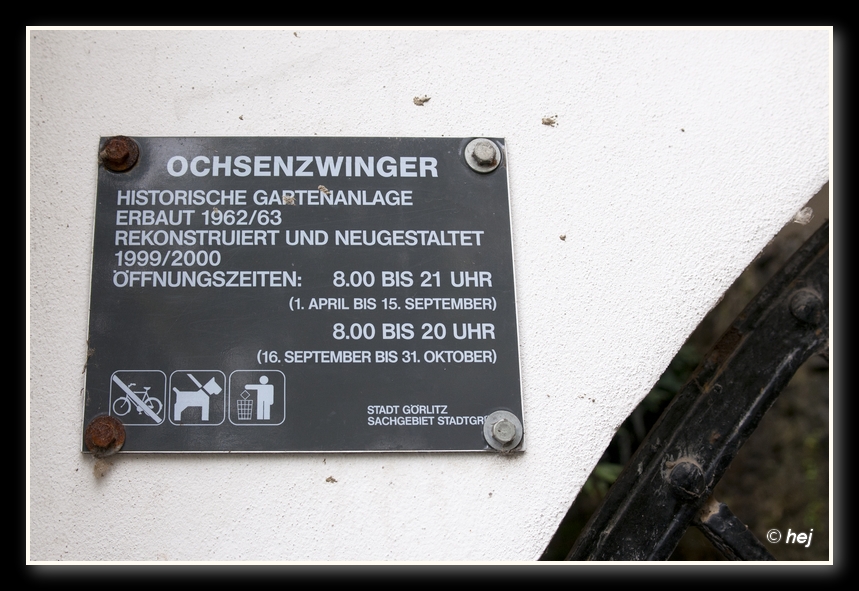 OCHSENZWINGER
HISTORISCHE GARTENANLAGE
ERBAUT 1962/63
REKONSTRUIERT UND NEUGESTALTET
1999/2000
ÖFFNUNGSZEITEN: 8.00 BIS 21 UHR
(1. APRIL BIS 15. SEPTEMBER)
8.00 BIS 20 UHR
(16. SEPTEMBER BIS 31. OKTOBER)
STADT GÖRLITZ
SACHGEBIET
© hej